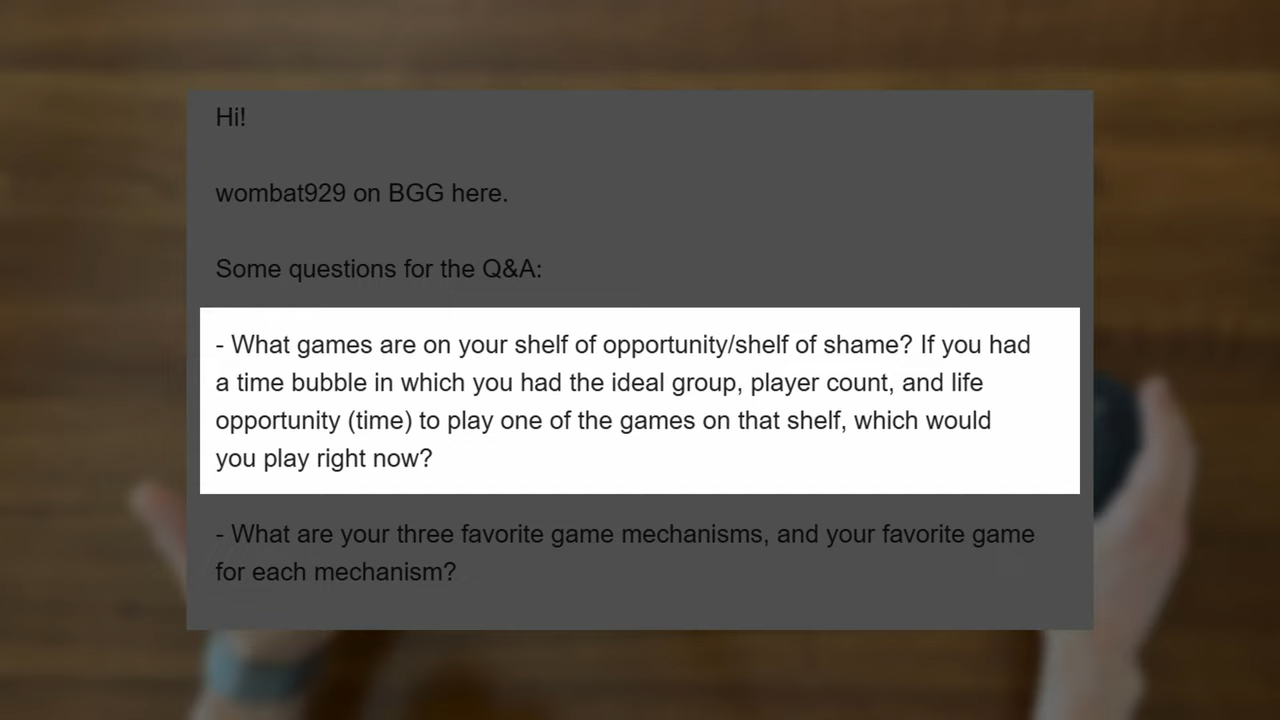 Hi!
wombat929 on BGG here.
Some questions for the Q&A:
- What games are on your shelf of opportunity/shelf of shame? If you had
a time bubble in which you had the ideal group, player count, and life
opportunity (time) to play one of the games on that shelf, which would
you play right now?
- What are your three favorite game mechanisms, and your favorite game
for each mechanism?